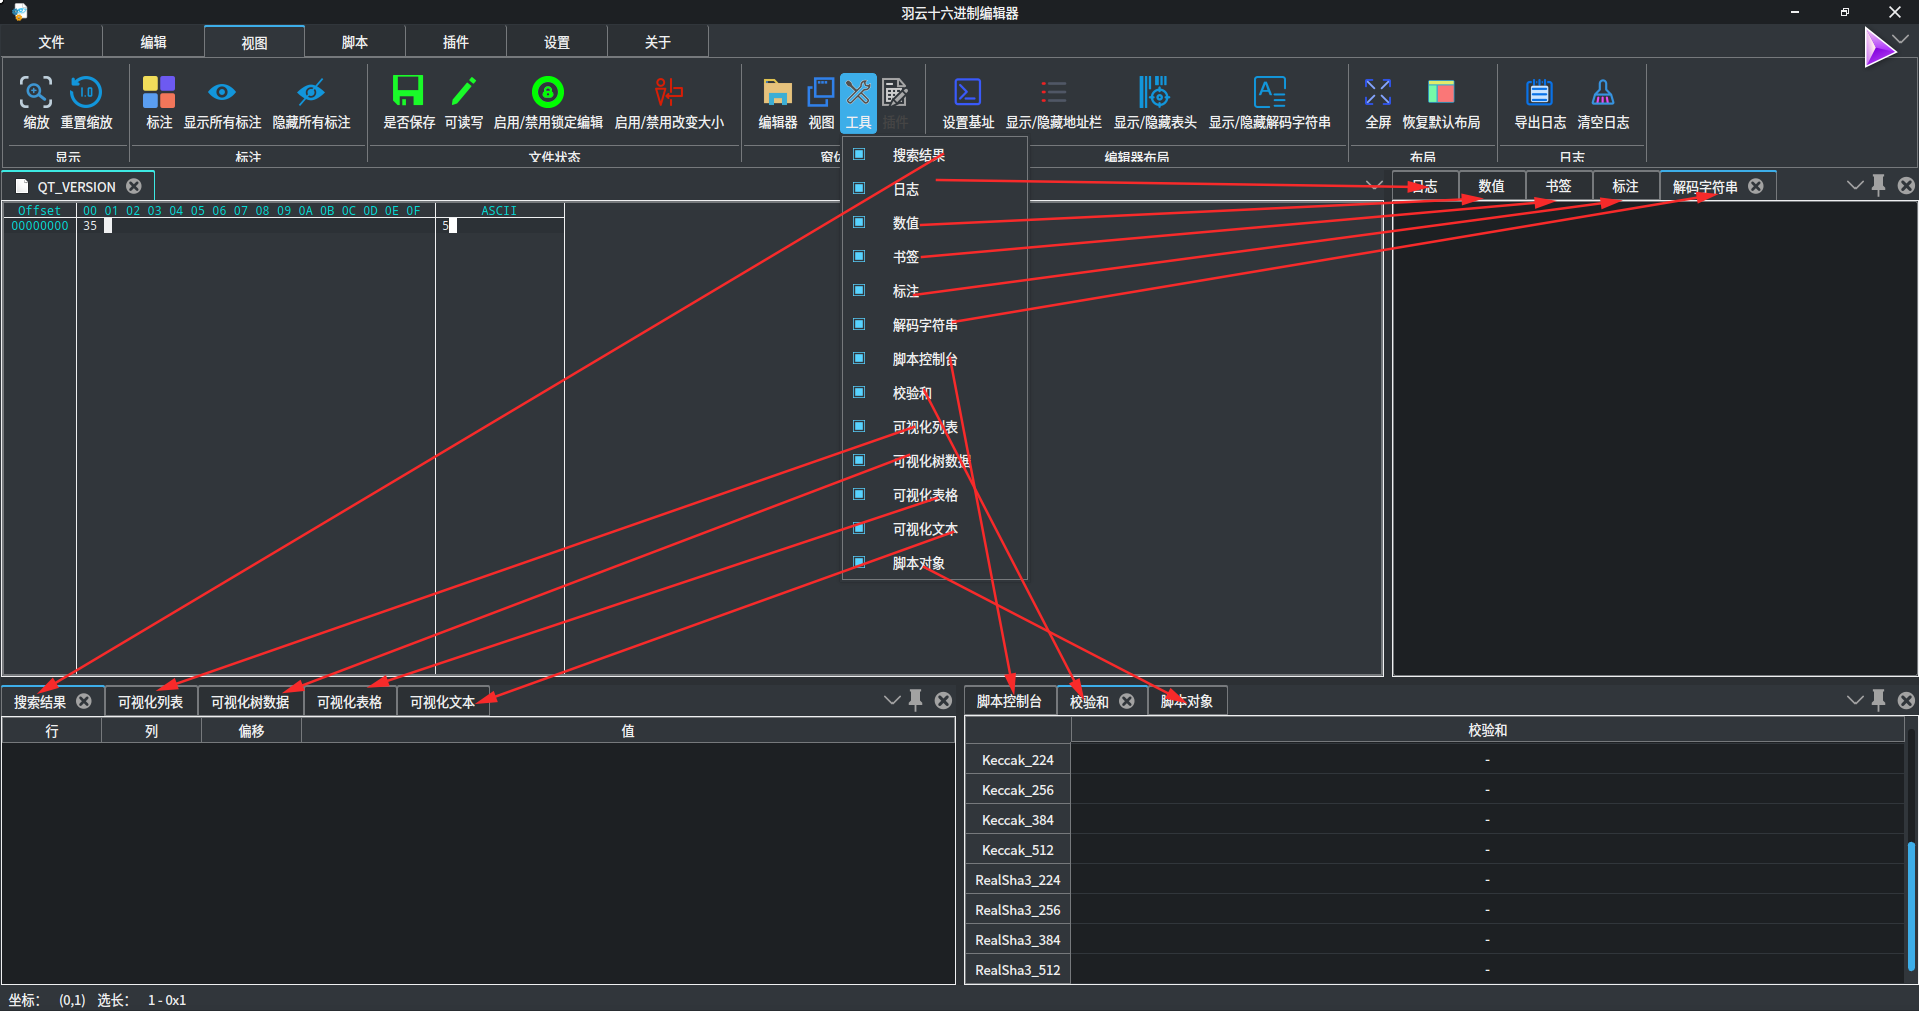 羽云十六进制编辑器
文件 编辑 视图 脚本 插件 设置 关于
缩放 重置缩放 标注 显示所有标注 隐藏所有标注 是否保存 可读写 启用/禁用锁定编辑 启用/禁用改变大小 编辑器 视图 工具 插件 设置基址 显示/隐藏地址栏 显示/隐藏表头 显示/隐藏解码字符串 全屏 恢复默认布局 导出日志 清空日志
显示 标注 文件状态 编辑器布局 布局 日志
搜索结果
日志
数值
书签
标注
解码字符串
脚本控制台
校验和
可视化列表
可视化树数据
可视化表格
可视化文本
脚本对象
QT_VERSION
Offset 00 01 02 03 04 05 06 07 08 09 0A 0B 0C 0D 0E 0F ASCII
00000000 35 5
日志 数值 书签 标注 解码字符串
搜索结果 可视化列表 可视化树数据 可视化表格 可视化文本
行 列 偏移 值
脚本控制台 校验和 脚本对象
校验和
Keccak_224 -
Keccak_256 -
Keccak_384 -
Keccak_512 -
RealSha3_224 -
RealSha3_256 -
RealSha3_384 -
RealSha3_512 -
坐标： (0,1) 选长： 1 - 0x1